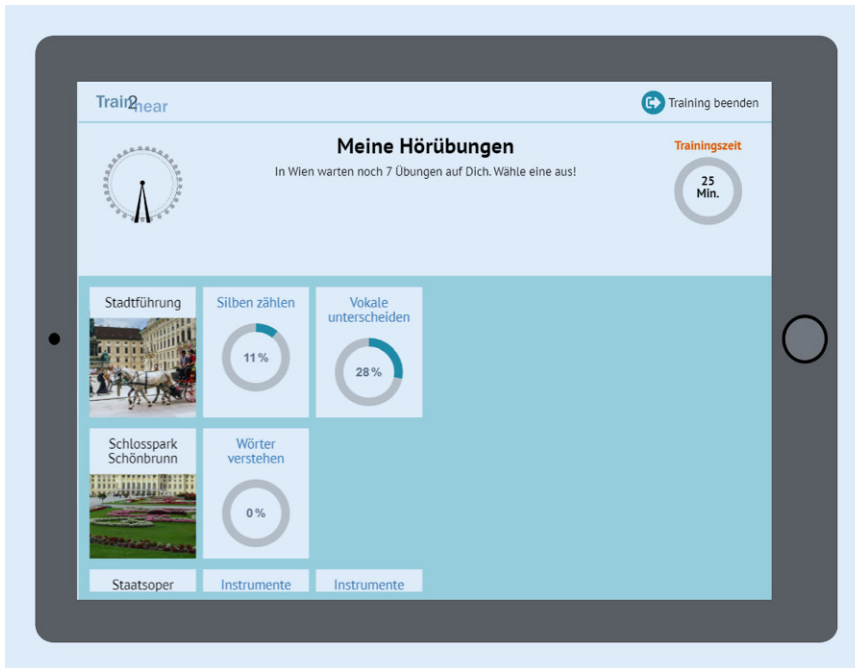 Train2hear
Training beenden
Meine Hörübungen
In Wien warten noch 7 Übungen auf Dich. Wähle eine aus!
Trainingszeit
25
Min.
Stadtführung
Silben zählen
11 %
Vokale
unterscheiden
28 %
Schlosspark
Schönbrunn
Wörter
verstehen
0 %
Staatsoper
Instrumente
Instrumente